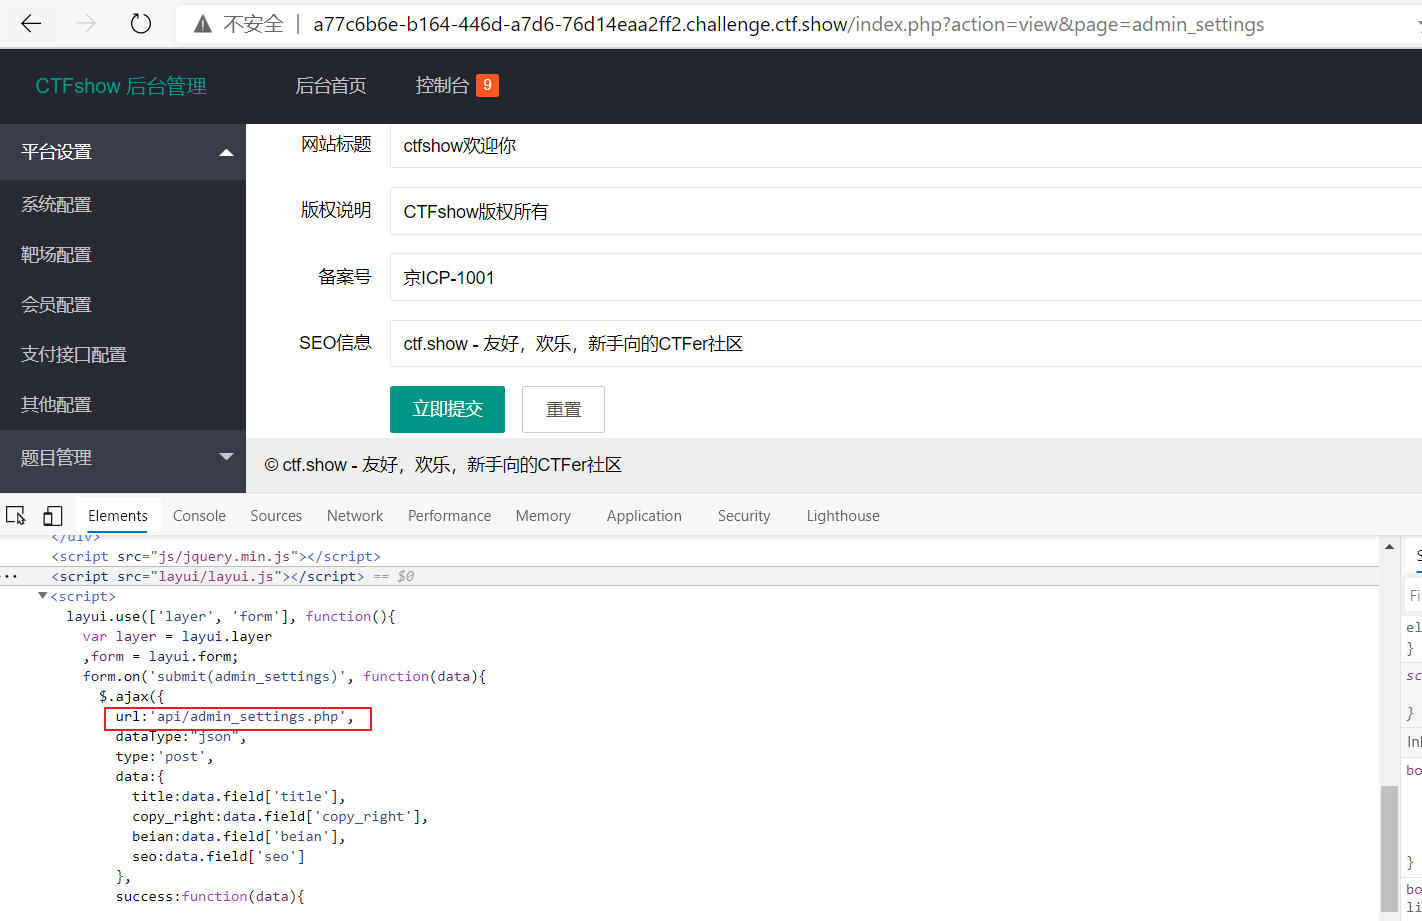 不安全 | a77c6b6e-b164-446d-a7d6-76d14eaa2ff2.challenge.ctf.show/index.php?action=view&page=admin_settings
CTFshow 后台管理 后台首页 控制台 9
平台设置
系统配置
靶场配置
会员配置
支付接口配置
其他配置
题目管理
网站标题 ctfshow欢迎你
版权说明 CTFshow版权所有
备案号 京ICP-1001
SEO信息 ctf.show - 友好，欢乐，新手向的CTFer社区
立即提交 重置
© ctf.show - 友好，欢乐，新手向的CTFer社区
Elements Console Sources Network Performance Memory Application Security Lighthouse
</div>
<script src="js/jquery.min.js"></script>
<script src="layui/layui.js"></script> == $0
<script>
layui.use(['layer', 'form'], function(){
var layer = layui.layer
,form = layui.form;
form.on('submit(admin_settings)', function(data){
$.ajax({
url:'api/admin_settings.php',
dataType:"json",
type:'post',
data:{
title:data.field['title'],
copy_right:data.field['copy_right'],
beian:data.field['beian'],
seo:data.field['seo']
},
success:function(data){
Fi
el
}
sc
}
Inl
bo
}
bo
li